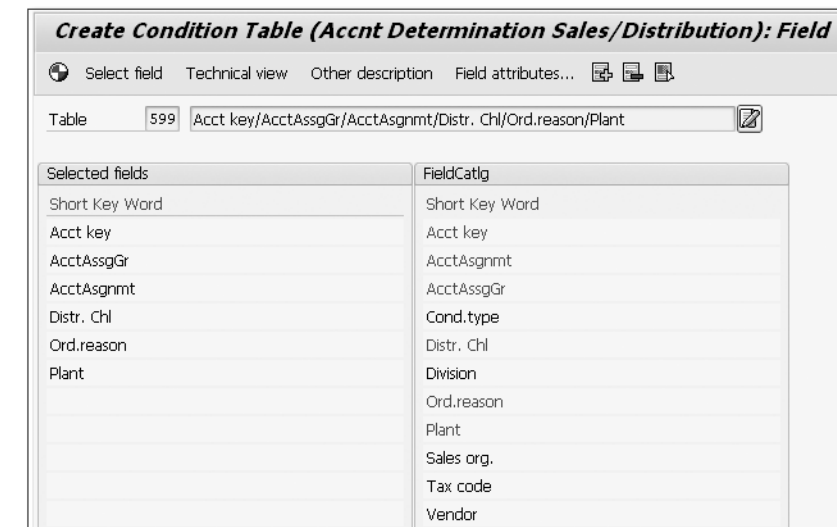 Create Condition Table (Accnt Determination Sales/Distribution): Field
Select field Technical view Other description Field attributes...
Table 599 Acct key/AcctAssgGr/AcctAsgnmt/Distr. Chl/Ord.reason/Plant
Selected fields
Short Key Word
Acct key
AcctAssgGr
AcctAsgnmt
Distr. Chl
Ord.reason
Plant
FieldCatlg
Short Key Word
Acct key
AcctAsgnmt
AcctAssgGr
Cond.type
Distr. Chl
Division
Ord.reason
Plant
Sales org.
Tax code
Vendor